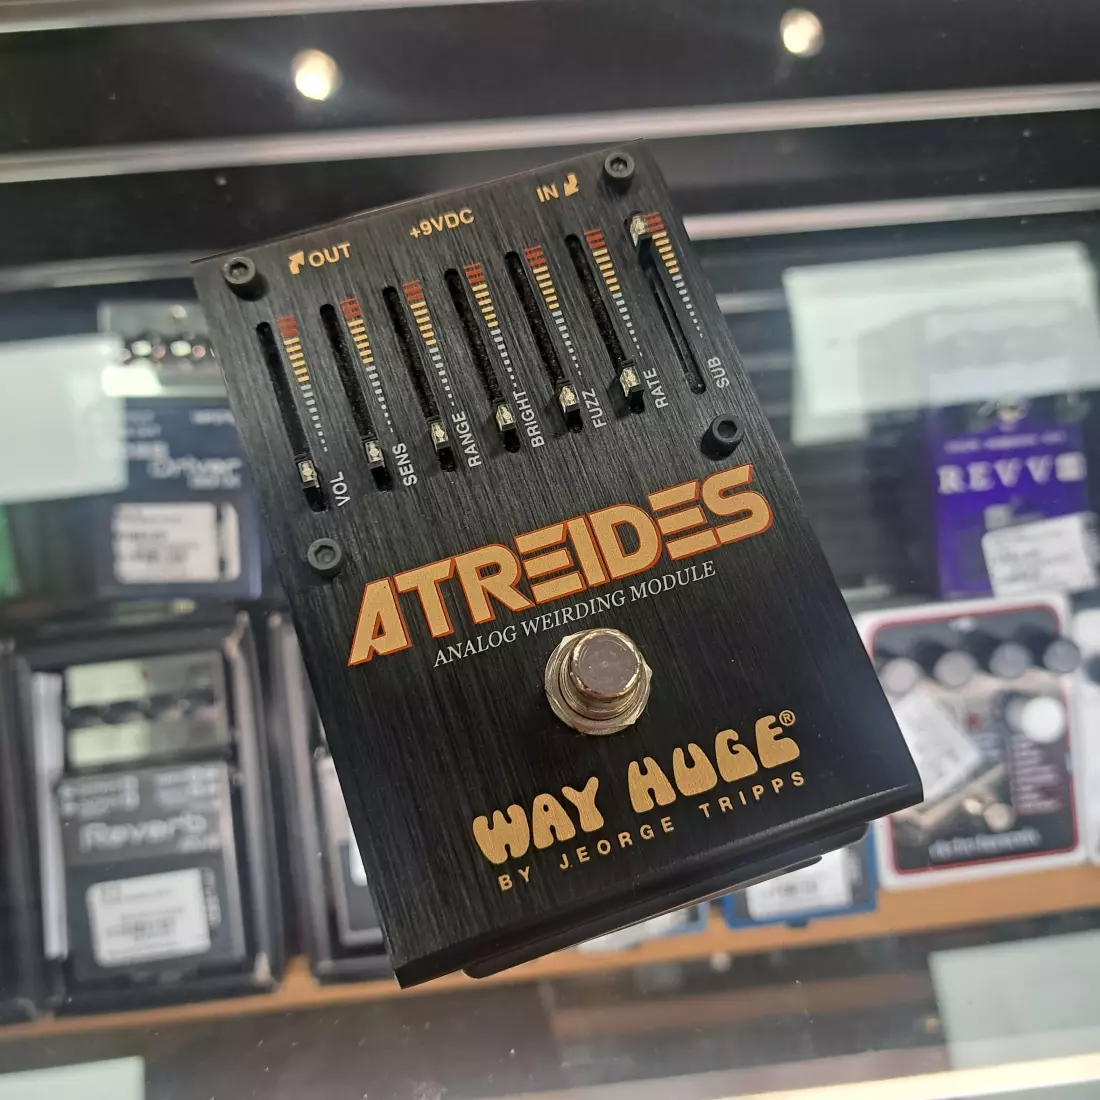 IN
+9VDC
OUT
VOL
SENS
RANGE
BRIGHT
FUZZ
RATE
SUB
ATREIDES
ANALOG WEIRDING MODULE
WAY HUGE®
BY JEORGE TRIPPS
Driver
REVV
Reverb